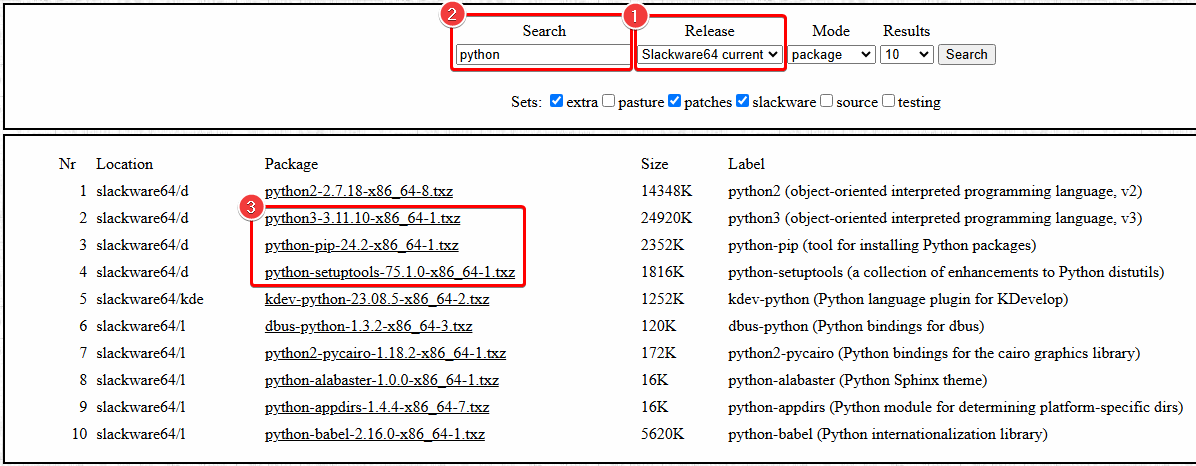 2 1
Search Release Mode Results
python Slackware64 current package 10 Search
Sets: extra pasture patches slackware source testing
Nr Location Package Size Label
1 slackware64/d python2-2.7.18-x86_64-8.txz 14348K python2 (object-oriented interpreted programming language, v2)
3
2 slackware64/d python3-3.11.10-x86_64-1.txz 24920K python3 (object-oriented interpreted programming language, v3)
3 slackware64/d python-pip-24.2-x86_64-1.txz 2352K python-pip (tool for installing Python packages)
4 slackware64/d python-setuptools-75.1.0-x86_64-1.txz 1816K python-setuptools (a collection of enhancements to Python distutils)
5 slackware64/kde kdev-python-23.08.5-x86_64-2.txz 1252K kdev-python (Python language plugin for KDevelop)
6 slackware64/l dbus-python-1.3.2-x86_64-3.txz 120K dbus-python (Python bindings for dbus)
7 slackware64/l python2-pycairo-1.18.2-x86_64-1.txz 172K python2-pycairo (Python bindings for the cairo graphics library)
8 slackware64/l python-alabaster-1.0.0-x86_64-1.txz 16K python-alabaster (Python Sphinx theme)
9 slackware64/l python-appdirs-1.4.4-x86_64-7.txz 16K python-appdirs (Python module for determining platform-specific dirs)
10 slackware64/l python-babel-2.16.0-x86_64-1.txz 5620K python-babel (Python internationalization library)